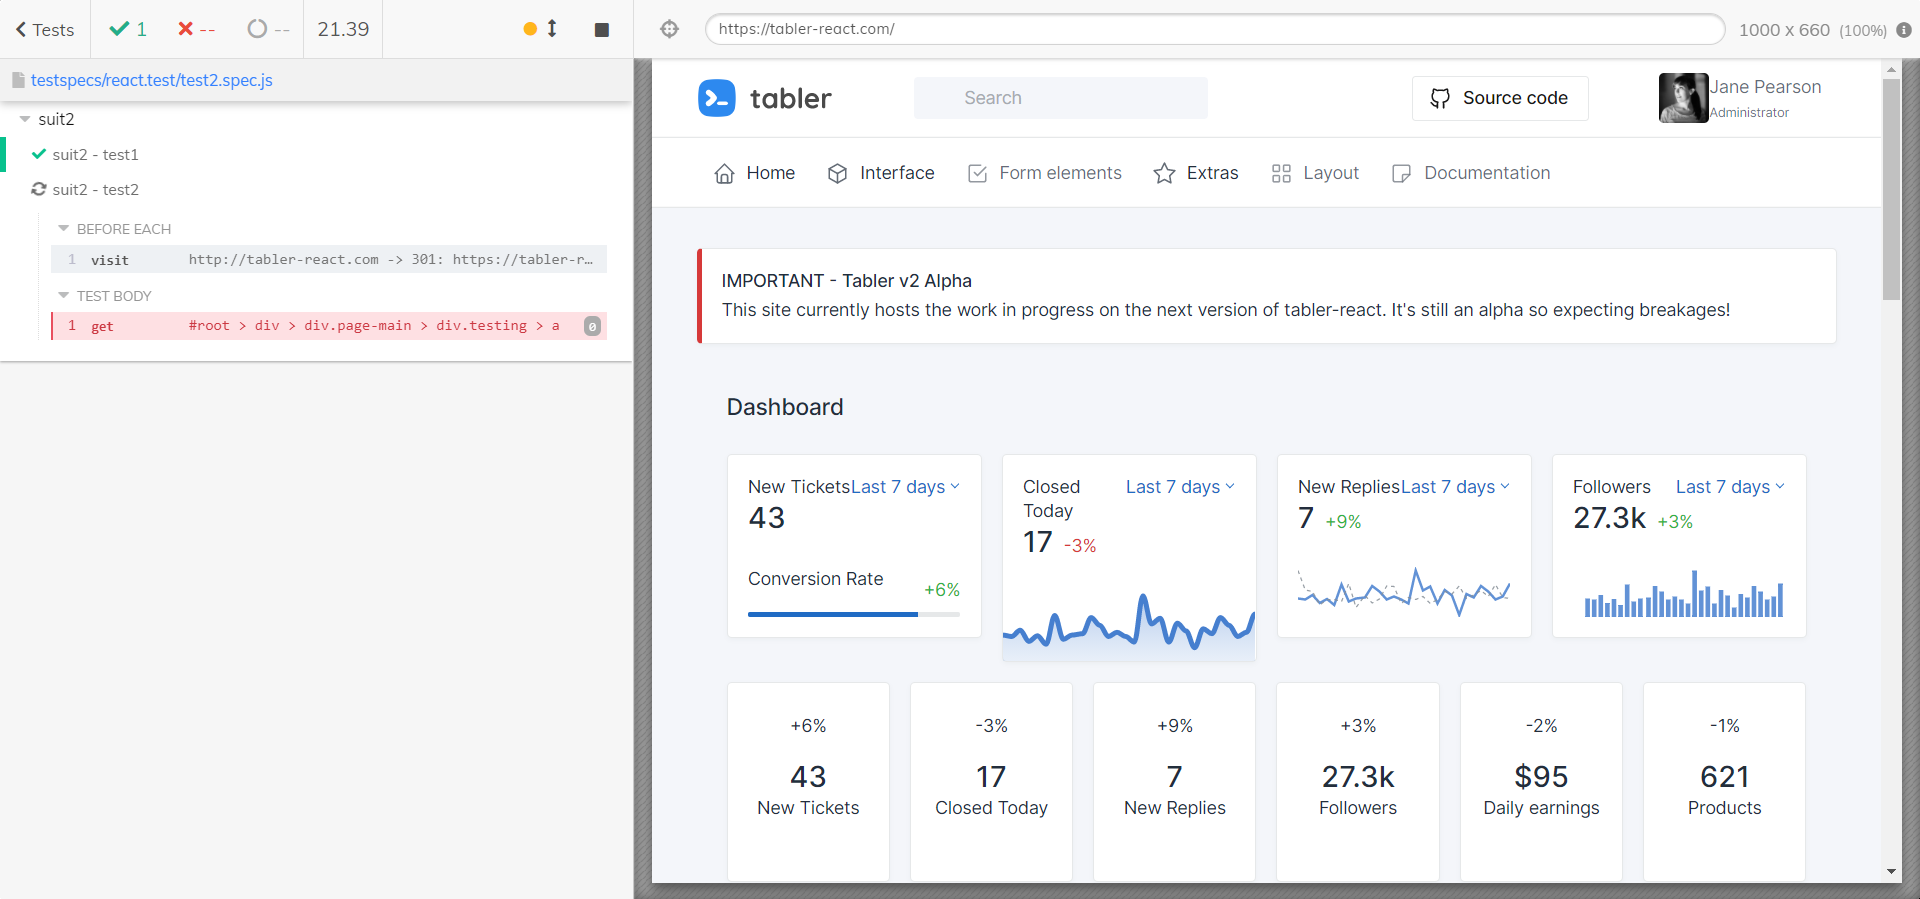 Tests 1 -- -- 21.39
testspecs/react.test/test2.spec.js
suit2
suit2 - test1
suit2 - test2
BEFORE EACH
1 visit http://tabler-react.com -> 301: https://tabler-r…
TEST BODY
1 get #root > div > div.page-main > div.testing > a 0
https://tabler-react.com/ 1000 x 660 (100%)
tabler Search Source code Jane Pearson
Administrator
Home Interface Form elements Extras Layout Documentation
IMPORTANT - Tabler v2 Alpha
This site currently hosts the work in progress on the next version of tabler-react. It's still an alpha so expecting breakages!
Dashboard
New Tickets Last 7 days
43
Conversion Rate +6%
Closed Today Last 7 days
17 -3%
New Replies Last 7 days
7 +9%
Followers Last 7 days
27.3k +3%
+6%
43
New Tickets
-3%
17
Closed Today
+9%
7
New Replies
+3%
27.3k
Followers
-2%
$95
Daily earnings
-1%
621
Products